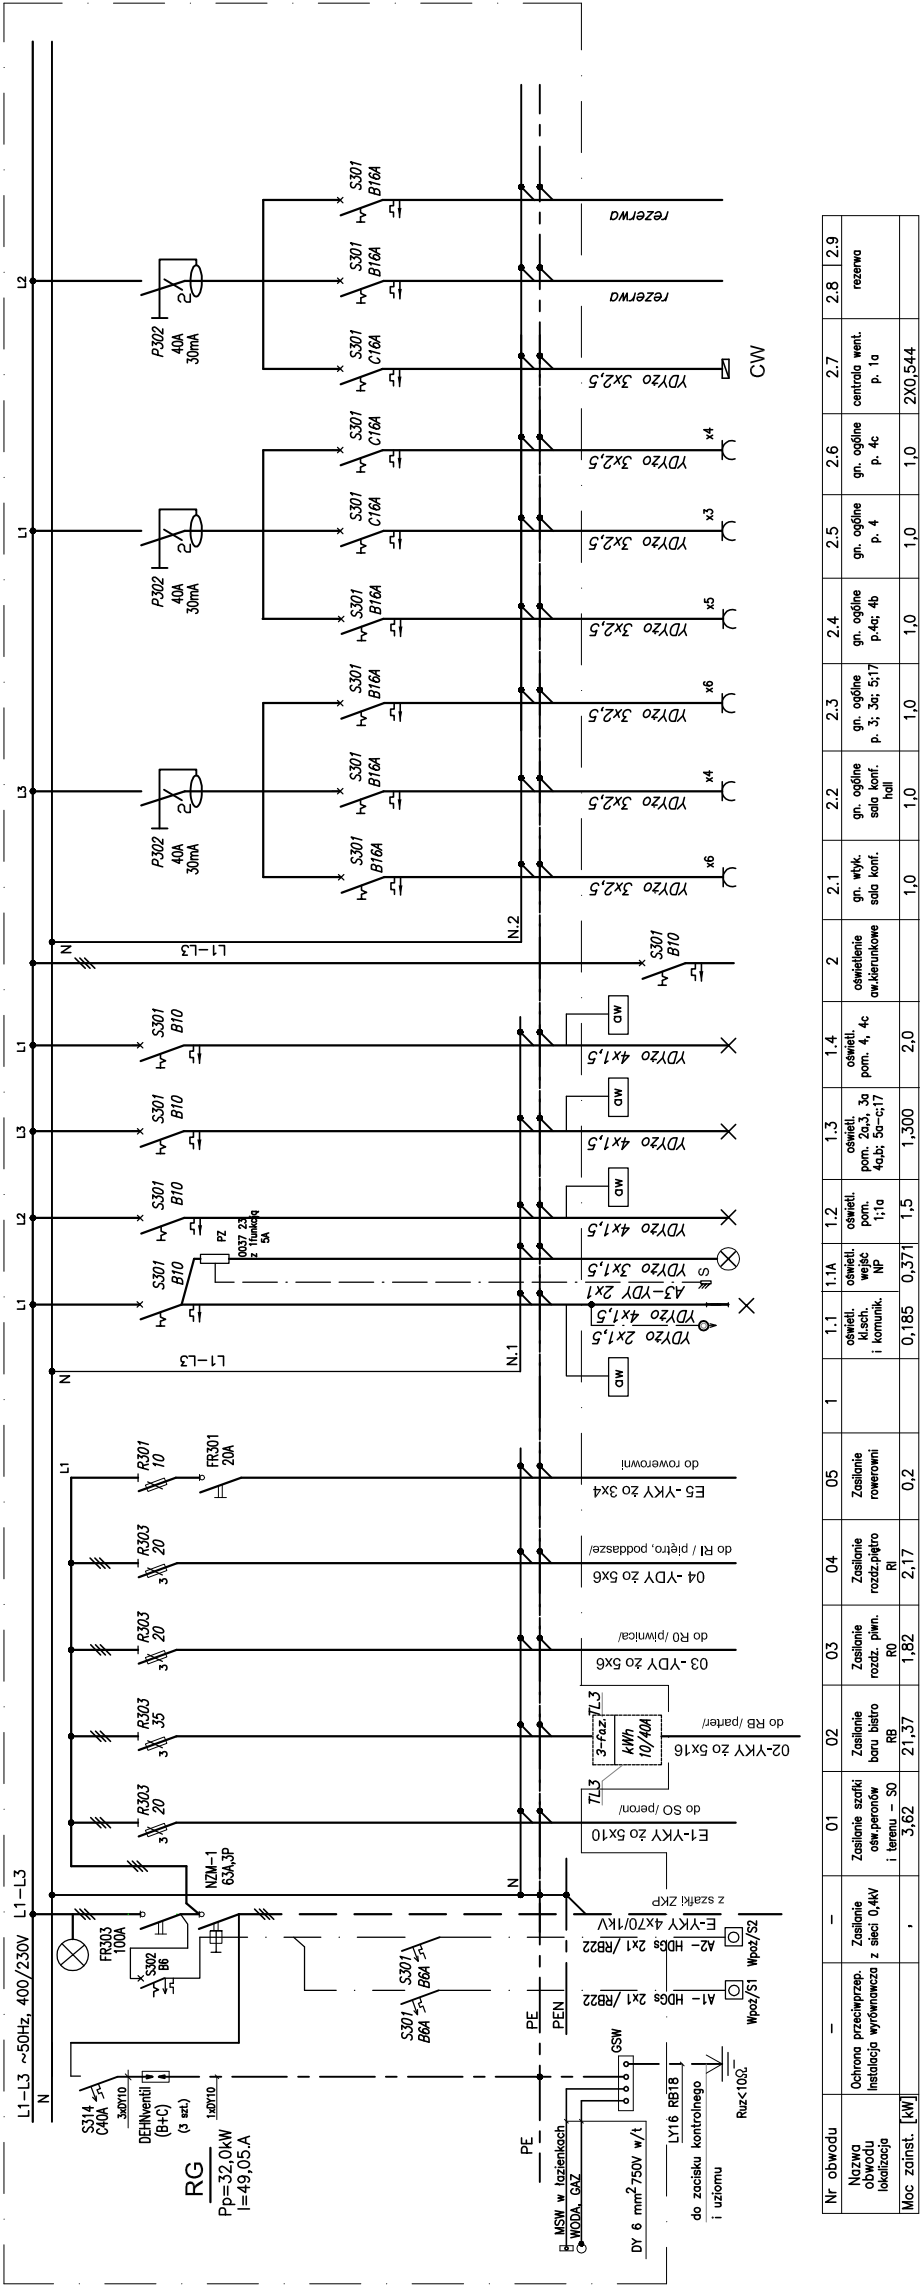 L1-L3 ~50Hz, 400/230V
L1-L3
N
S314
C40A
3xDY10
DEHNventil
(B+C)
(3 szt.)
1xDY10
RG
Pp=32,0kW
I=49,05.A
FR303
100A
S302
B6
NZM-1
63A,3P
S301
B6A
S301
B6A
PE
PE
PEN
N
MSW w łazienkach
WODA, GAZ
DY 6 mm² 750V w/t
GSW
LY16 RB18
do zacisku kontrolnego
i uziomu
Ruz<10Ω
A1- HDGs 2x1 /RB22
Wpoż/S1
A2- HDGs 2x1 /RB22
Wpoż/S2
E-YKY 4x70/1KV
z szafki ZKP
R303
20
3
E1-YKY żo 5x10
do SO /peron/
R303
35
3
TL3
TL3
3-faz.
kWh
10/40A
02-YKY żo 5x16
do RB /parter/
R303
20
3
03-YDY żo 5x6
do R0 /piwnica/
R303
20
3
04-YDY żo 5x6
do RI / piętro, poddasze/
L1
R301
10
FR301
20A
E5-YKY żo 3x4
do rowerowni
N
L1-L3
N.1
L1
S301
B10
PZ
0037 23
z 1funkcją
5A
aw
YDYżo 2x1,5
YDYżo 4x1,5
A3-YDY 2x1
S
YDYżo 3x1,5
L2
S301
B10
YDYżo 4x1,5
aw
L3
S301
B10
YDYżo 4x1,5
aw
L1
S301
B10
YDYżo 4x1,5
aw
N
L1-L3
N.2
S301
B10
L3
P302
40A
30mA
2
S301
B16A
YDYżo 3x2,5
x6
S301
B16A
YDYżo 3x2,5
x4
S301
B16A
YDYżo 3x2,5
x6
L1
P302
40A
30mA
2
S301
B16A
YDYżo 3x2,5
x5
S301
C16A
YDYżo 3x2,5
x3
S301
C16A
YDYżo 3x2,5
x4
L2
P302
40A
30mA
2
S301
C16A
YDYżo 3x2,5
CW
S301
B16A
rezerwa
S301
B16A
rezerwa
Nr obwodu – – 01 02 03 04 05 1 1.1 1.1A 1.2 1.3 1.4 2 2.1 2.2 2.3 2.4 2.5 2.6 2.7 2.8 2.9
Nazwa
obwodu
lokalizacja
Ochrona przeciwprzep.
Instalacja wyrównawcza
Zasilanie
z sieci 0,4kV
Zasilanie szafki
ośw.peronów
i terenu – SO
Zasilanie
baru bistro
RB
Zasilanie
rozdz. piwn.
R0
Zasilanie
rozdz.piętro
RI
Zasilanie
rowerowni
oświetl.
kl.sch.
i komunik.
oświetl.
wejść
NP
oświetl.
pom.
1;1a
oświetl.
pom. 2a,3, 3a
4a,b; 5a-c;17
oświetl.
pom. 4, 4c
oświetlenie
aw.kierunkowe
gn. wtyk.
sala konf.
gn. ogólne
sala konf.
hall
gn. ogólne
p. 3; 3a; 5;17
gn. ogólne
p.4a; 4b
gn. ogólne
p. 4
gn. ogólne
p. 4c
centrala went.
p. 1a
rezerwa
Moc zainst. [kW] , 3,62 21,37 1,82 2,17 0,2 0,185 0,371 1,5 1,300 2,0 1,0 1,0 1,0 1,0 1,0 1,0 2X0,544